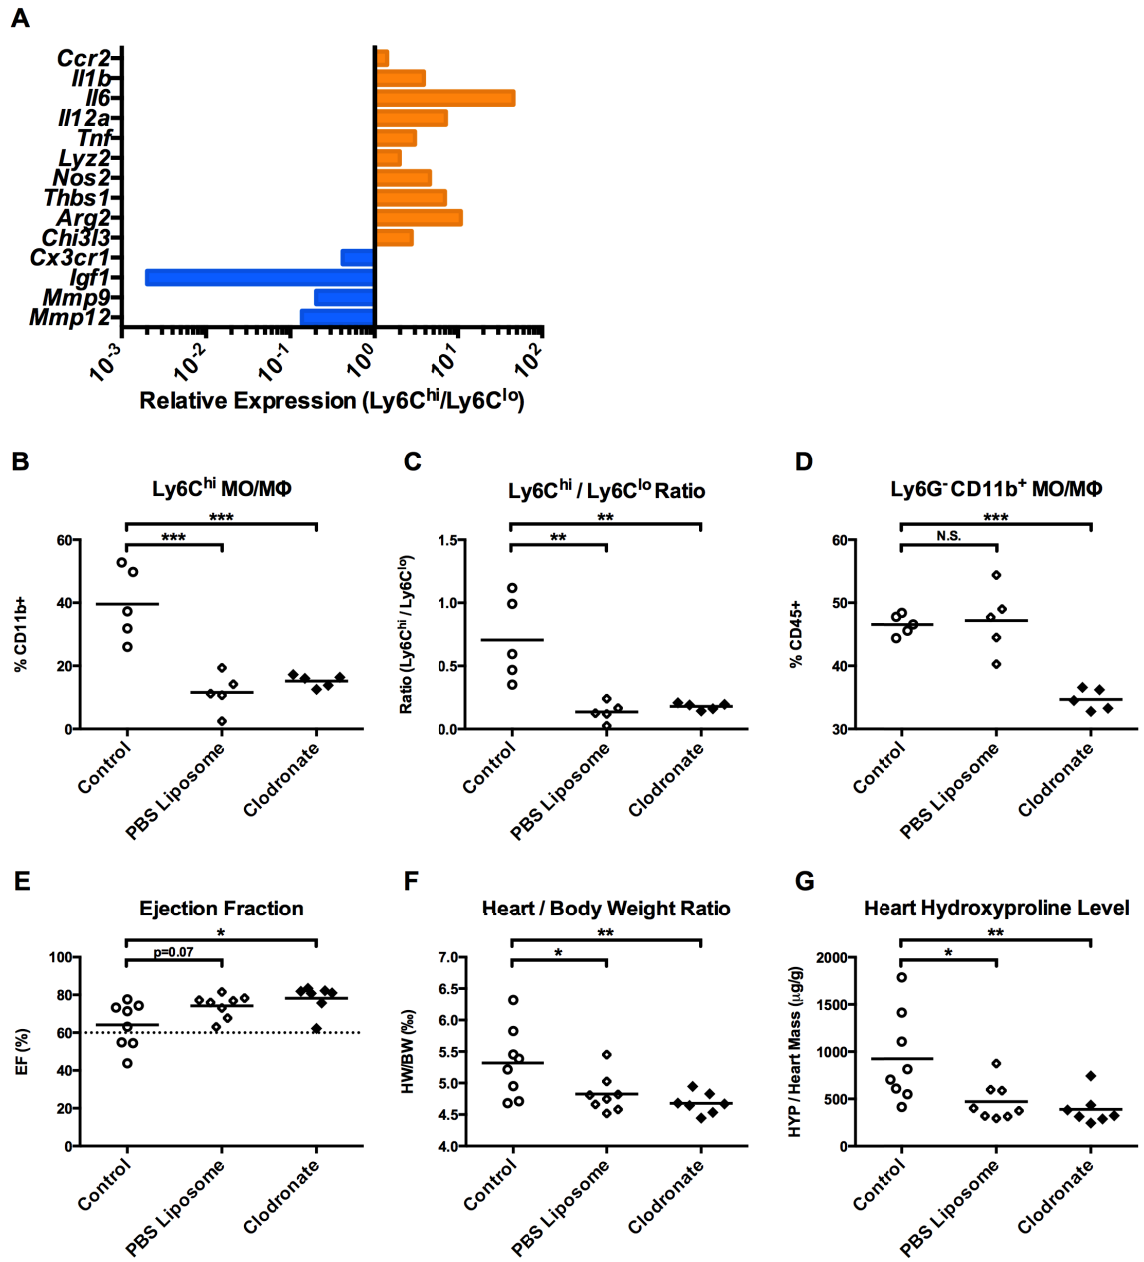 A
Ccr2
Il1b
Il6
Il12a
Tnf
Lyz2
Nos2
Thbs1
Arg2
Chi3l3
Cx3cr1
Igf1
Mmp9
Mmp12
10-3 10-2 10-1 100 101 102
Relative Expression (Ly6Chi/Ly6Clo)
B
Ly6Chi MO/MΦ
***
***
60
40
20
0
% CD11b+
Control
PBS Liposome
Clodronate
C
Ly6Chi / Ly6Clo Ratio
**
**
1.5
1.0
0.5
0.0
Ratio (Ly6Chi / Ly6Clo)
Control
PBS Liposome
Clodronate
D
Ly6G- CD11b+ MO/MΦ
***
N.S.
60
50
40
30
% CD45+
Control
PBS Liposome
Clodronate
E
Ejection Fraction
*
p=0.07
100
80
60
40
20
0
EF (%)
Control
PBS Liposome
Clodronate
F
Heart / Body Weight Ratio
**
*
7.0
6.5
6.0
5.5
5.0
4.5
4.0
HW/BW (‰)
Control
PBS Liposome
Clodronate
G
Heart Hydroxyproline Level
**
*
2000
1500
1000
500
0
HYP / Heart Mass (μg/g)
Control
PBS Liposome
Clodronate